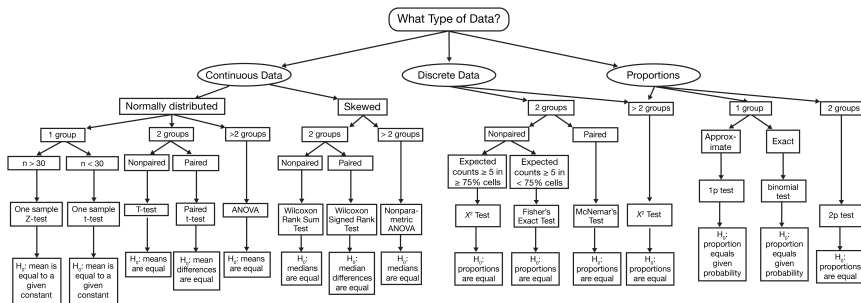 What Type of Data?
Continuous Data
Discrete Data
Proportions
Normally distributed
Skewed
2 groups
> 2 groups
1 group
2 groups
1 group
2 groups
>2 groups
2 groups
> 2 groups
Nonpaired
Paired
Approx-
imate
Exact
n > 30
n < 30
Nonpaired
Paired
Nonpaired
Paired
Expected
counts ≥ 5 in
≥ 75% cells
Expected
counts ≥ 5 in
< 75% cells
1p test
binomial
test
One sample
Z-test
One sample
t-test
T-test
Paired
t-test
ANOVA
Wilcoxon
Rank Sum
Test
Wilcoxon
Signed Rank
Test
Nonpara-
metric
ANOVA
X² Test
Fisher's
Exact Test
McNemar's
Test
X² Test
2p test
H₀: mean is
equal to a
given
constant
H₀: mean is
equal to a
given
constant
H₀: means
are equal
H₀: mean
differences
are equal
H₀: means
are equal
H₀:
medians
are equal
H₀: median
differences
are equal
H₀:
medians
are equal
H₀:
proportions
are equal
H₀:
proportions
are equal
H₀:
proportions
are equal
H₀:
proportions
are equal
H₀:
proportion
equals
given
probability
H₀:
proportion
equals
given
probability
H₀:
proportions
are equal